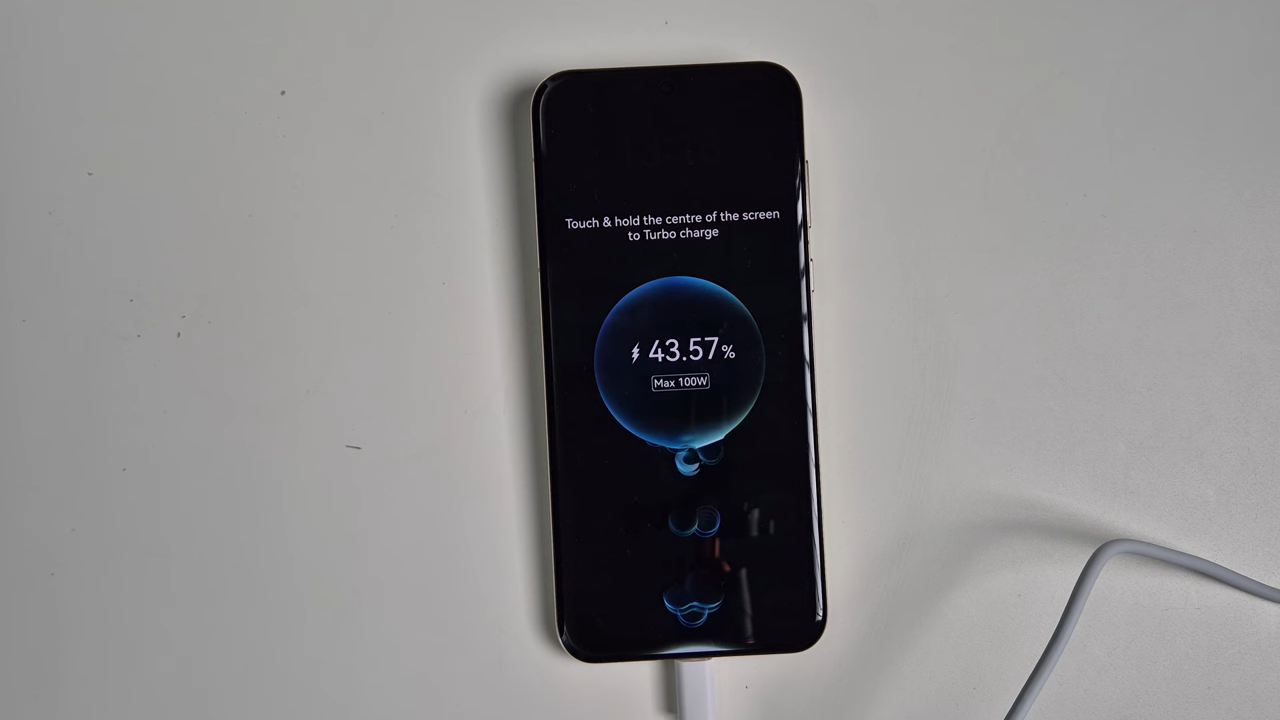 Touch & hold the centre of the screen
to Turbo charge
43.57%
Max 100W